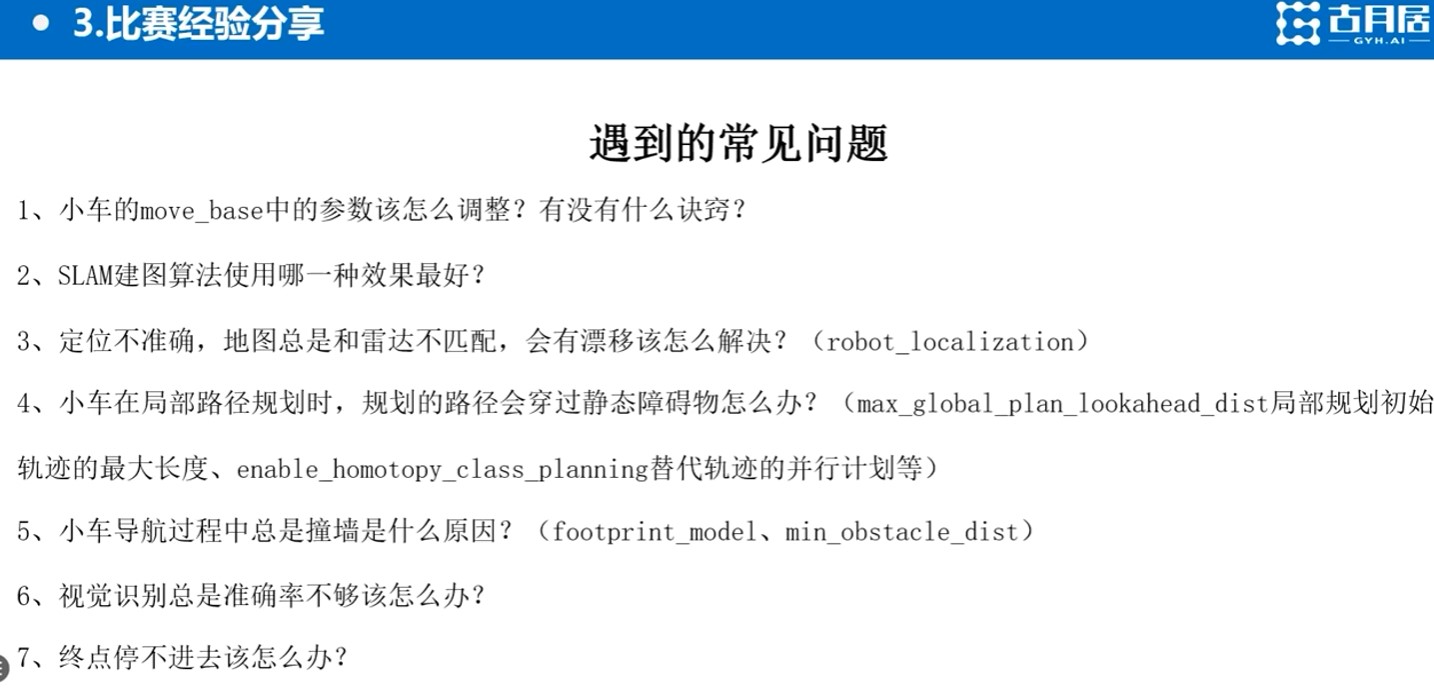 • 3.比赛经验分享
古月居
GYH.AI
遇到的常见问题
1、小车的move_base中的参数该怎么调整？有没有什么诀窍？
2、SLAM建图算法使用哪一种效果最好？
3、定位不准确，地图总是和雷达不匹配，会有漂移该怎么解决？（robot_localization）
4、小车在局部路径规划时，规划的路径会穿过静态障碍物怎么办？（max_global_plan_lookahead_dist局部规划初始
轨迹的最大长度、enable_homotopy_class_planning替代轨迹的并行计划等）
5、小车导航过程中总是撞墙是什么原因？（footprint_model、min_obstacle_dist）
6、视觉识别总是准确率不够该怎么办？
7、终点停不进去该怎么办？